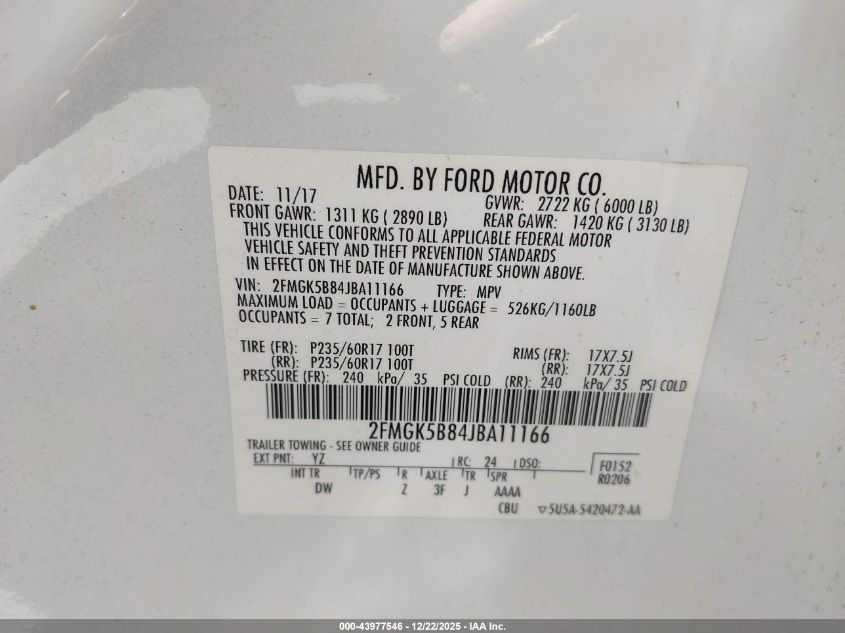 MFD. BY FORD MOTOR CO.
DATE: 11/17 GVWR: 2722 KG ( 6000 LB)
FRONT GAWR: 1311 KG ( 2890 LB) REAR GAWR: 1420 KG ( 3130 LB)
THIS VEHICLE CONFORMS TO ALL APPLICABLE FEDERAL MOTOR
VEHICLE SAFETY AND THEFT PREVENTION STANDARDS
IN EFFECT ON THE DATE OF MANUFACTURE SHOWN ABOVE.
VIN: 2FMGK5B84JBA11166 TYPE: MPV
MAXIMUM LOAD = OCCUPANTS + LUGGAGE = 526KG/1160LB
OCCUPANTS = 7 TOTAL; 2 FRONT, 5 REAR
TIRE (FR): P235/60R17 100T RIMS (FR): 17X7.5J
(RR): P235/60R17 100T (RR): 17X7.5J
PRESSURE (FR): 240 kPa/ 35 PSI COLD (RR): 240 kPa/ 35 PSI COLD
2FMGK5B84JBA11166
TRAILER TOWING - SEE OWNER GUIDE
EXT PNT: YZ RC: 24 DSO: F0152
INT TR TP/PS R AXLE TR SPR R0206
DW Z 3F J AAAA
CBU 5U5A-5420472-AA
000-43977546 - 12/22/2025 - IAA Inc.